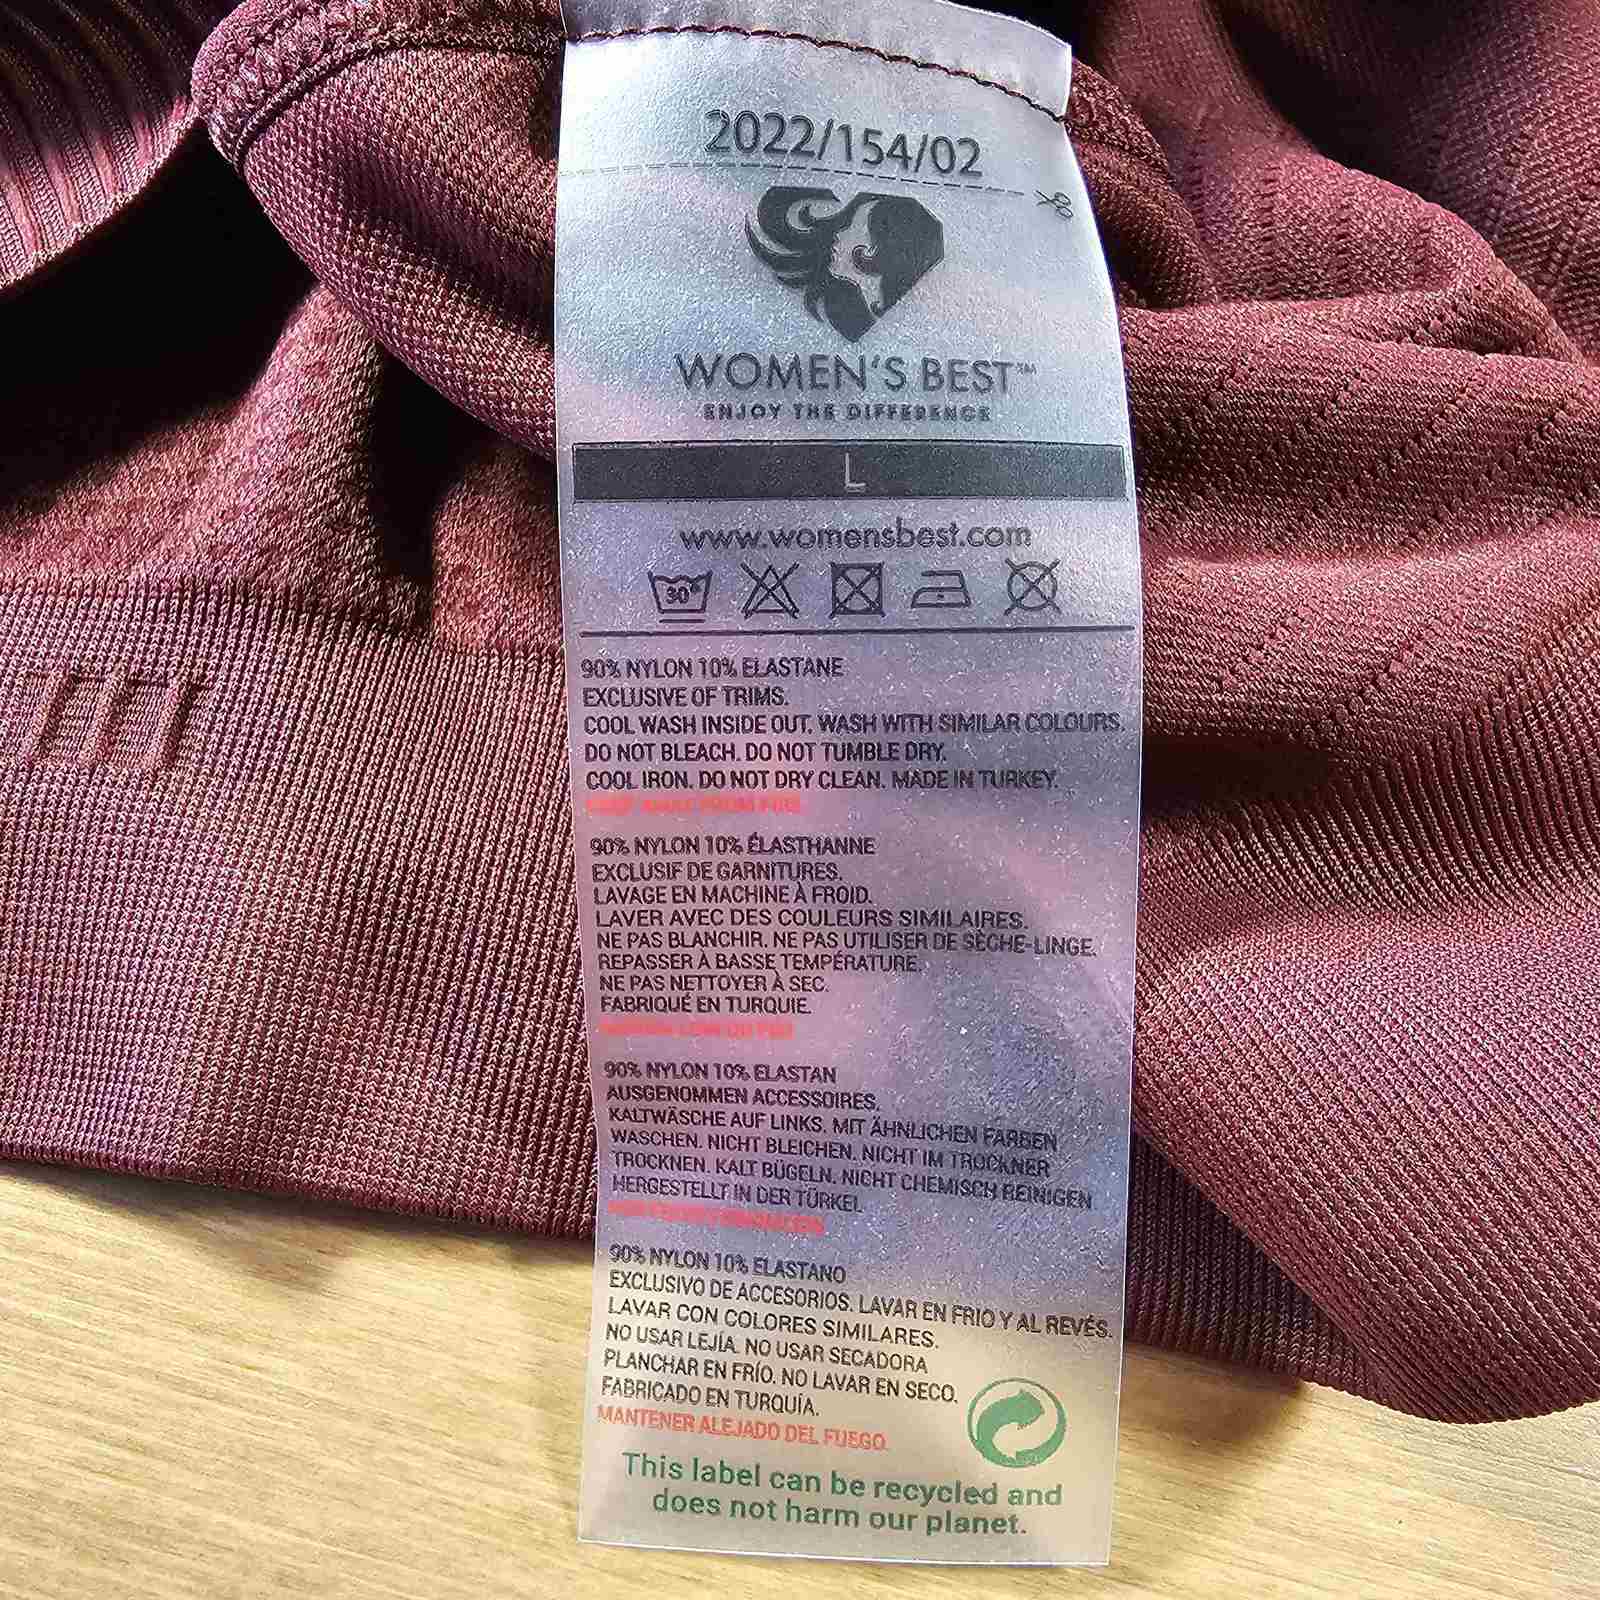 2022/154/02
WOMEN'S BEST™
ENJOY THE DIFFERENCE
L
www.womensbest.com
30°
90% NYLON 10% ELASTANE
EXCLUSIVE OF TRIMS.
COOL WASH INSIDE OUT. WASH WITH SIMILAR COLOURS.
DO NOT BLEACH. DO NOT TUMBLE DRY.
COOL IRON. DO NOT DRY CLEAN. MADE IN TURKEY.
KEEP AWAY FROM FIRE
90% NYLON 10% ÉLASTHANNE
EXCLUSIF DE GARNITURES.
LAVAGE EN MACHINE À FROID.
LAVER AVEC DES COULEURS SIMILAIRES.
NE PAS BLANCHIR. NE PAS UTILISER DE SÈCHE-LINGE.
REPASSER À BASSE TEMPÉRATURE.
NE PAS NETTOYER À SEC.
FABRIQUÉ EN TURQUIE.
90% NYLON 10% ELASTAN
AUSGENOMMEN ACCESSOIRES.
KALTWÄSCHE AUF LINKS. MIT ÄHNLICHEN FARBEN
WASCHEN. NICHT BLEICHEN. NICHT IM TROCKNER
TROCKNEN. KALT BÜGELN. NICHT CHEMISCH REINIGEN
HERGESTELLT IN DER TÜRKEI.
90% NYLON 10% ELASTANO
EXCLUSIVO DE ACCESORIOS. LAVAR EN FRIO Y AL REVÉS.
LAVAR CON COLORES SIMILARES.
NO USAR LEJÍA. NO USAR SECADORA
PLANCHAR EN FRÍO. NO LAVAR EN SECO.
FABRICADO EN TURQUÍA.
MANTENER ALEJADO DEL FUEGO.
This label can be recycled and
does not harm our planet.